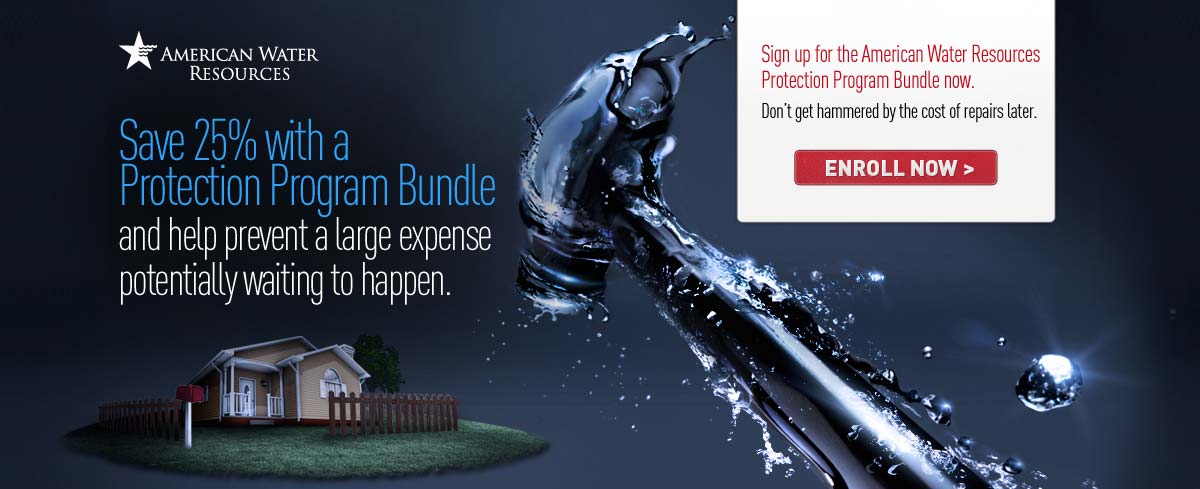 AMERICAN WATER
RESOURCES
Save 25% with a
Protection Program Bundle
and help prevent a large expense
potentially waiting to happen.
Sign up for the American Water Resources
Protection Program Bundle now.
Don't get hammered by the cost of repairs later.
ENROLL NOW >